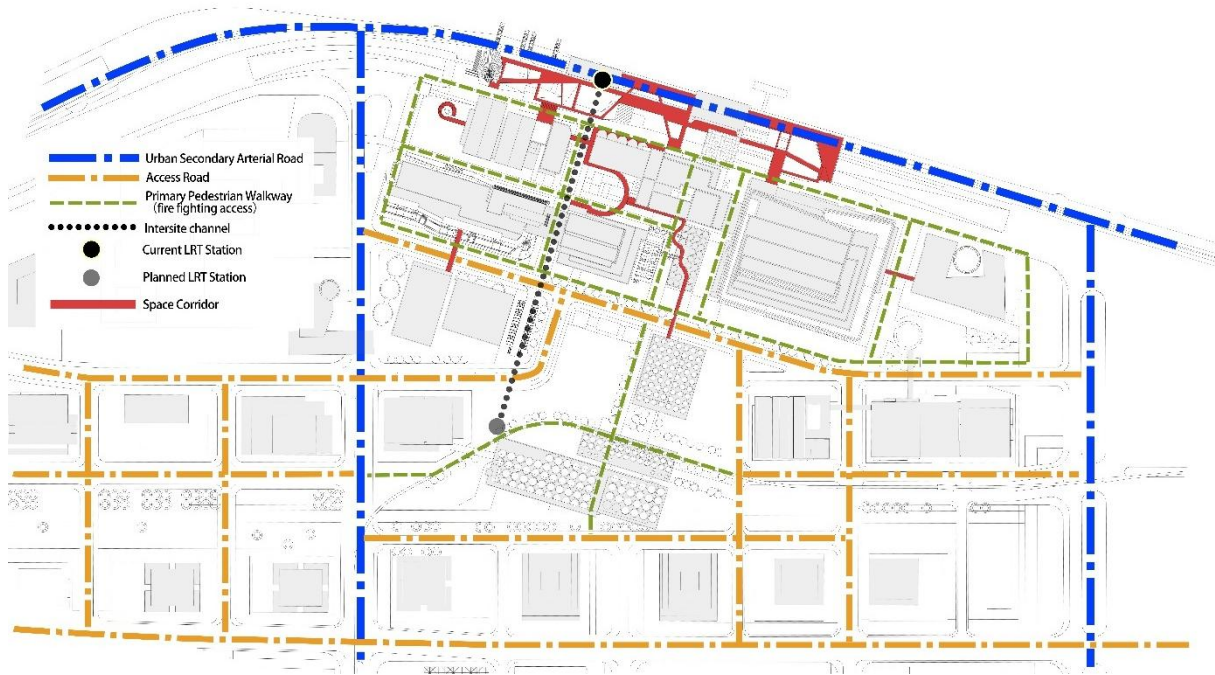 Urban Secondary Arterial Road
Access Road
Primary Pedestrian Walkway
(fire fighting access)
Intersite channel
Current LRT Station
Planned LRT Station
Space Corridor